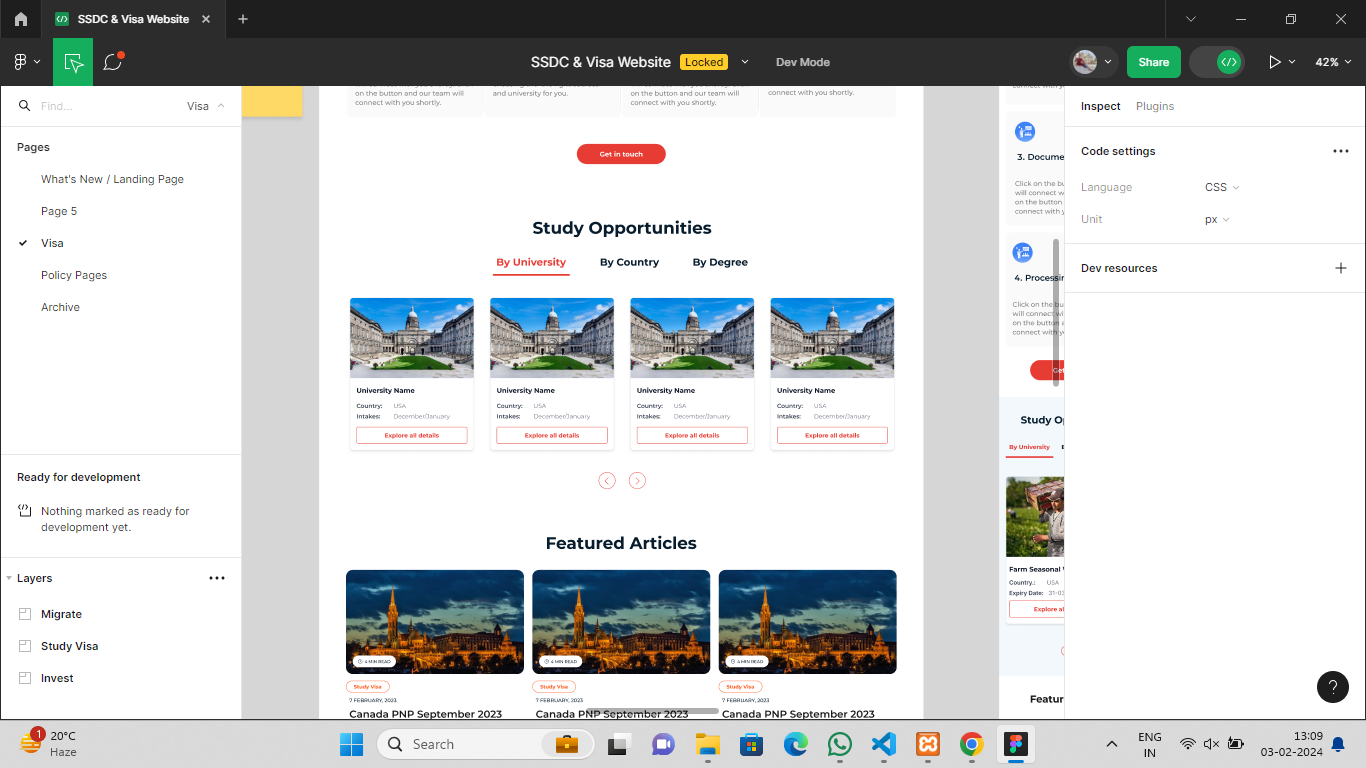 SSDC & Visa Website
SSDC & Visa Website
Locked
Dev Mode
Share
42%
Find...
Visa
Pages
What's New / Landing Page
Page 5
Visa
Policy Pages
Archive
Ready for development
Nothing marked as ready for
development yet.
Layers
Migrate
Study Visa
Invest
on the button and our team will
connect with you shortly.
and university for you.
on the button and our team will
connect with you shortly.
connect with you shortly.
Get in touch
Study Opportunities
By University By Country By Degree
University Name
Country: USA
Intakes: December/January
Explore all details
University Name
Country: USA
Intakes: December/January
Explore all details
University Name
Country: USA
Intakes: December/January
Explore all details
University Name
Country: USA
Intakes: December/January
Explore all details
Featured Articles
4 MIN READ
Study Visa
7 FEBRUARY, 2023
Canada PNP September 2023
4 MIN READ
Study Visa
7 FEBRUARY, 2023
Canada PNP September 2023
4 MIN READ
Study Visa
7 FEBRUARY, 2023
Canada PNP September 2023
3. Docume
Click on the bu
will connect w
on the button
connect with y
4. Processin
Click on the bu
will connect w
on the button a
connect with yo
Get
Study Op
By University
Farm Seasonal
Country.: USA
Expiry Date: 31-03
Explore al
Featur
Inspect
Plugins
Code settings
Language CSS
Unit px
Dev resources
?
1
20°C
Haze
Search
ENG
IN
13:09
03-02-2024